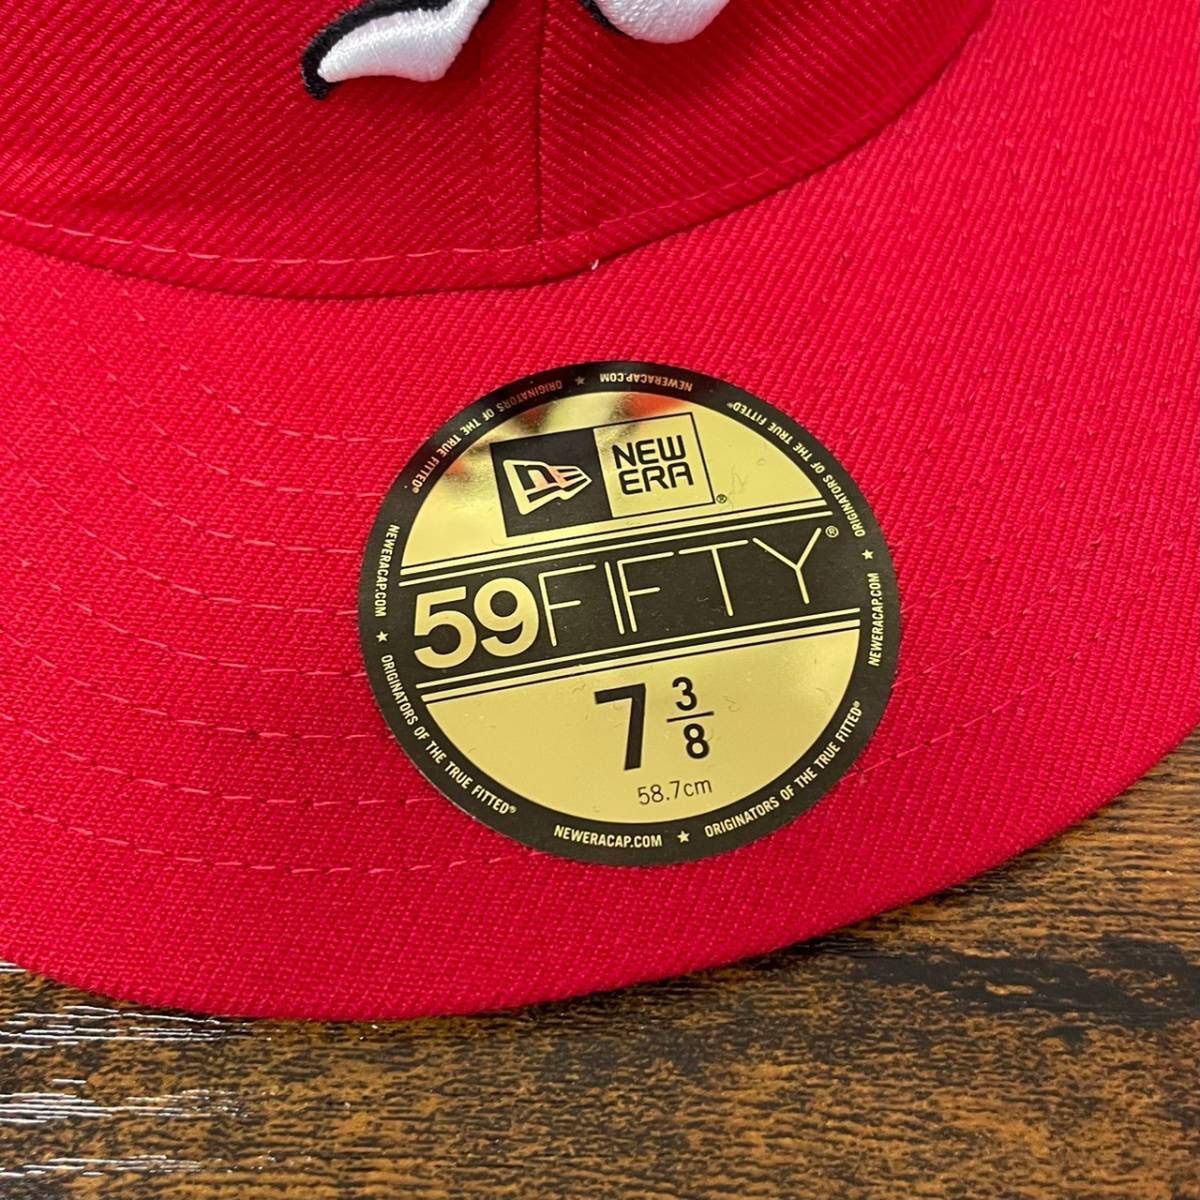 NEW
ERA®
59FIFTY®
7 3/8
58.7cm
NEWERACAP.COM ★ ORIGINATORS OF THE TRUE FITTED® ★ NEWERACAP.COM ★ ORIGINATORS OF THE TRUE FITTED®
NEWERACAP.COM ★ ORIGINATORS OF THE TRUE FITTED® ★ NEWERACAP.COM ★ ORIGINATORS OF THE TRUE FITTED®